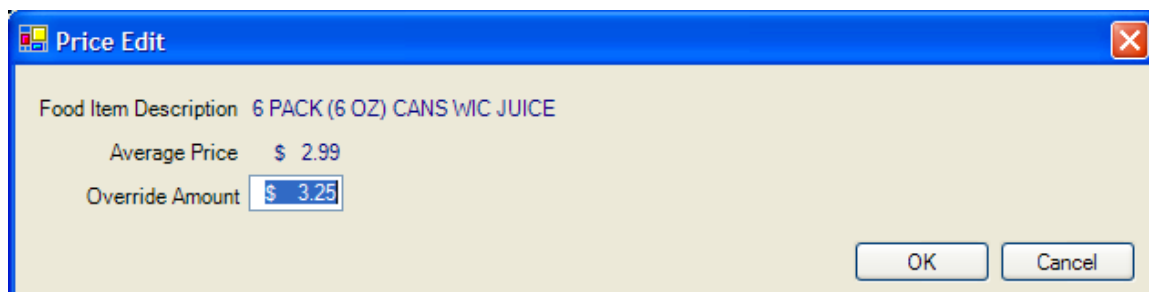 Price Edit
Food Item Description 6 PACK (6 OZ) CANS WIC JUICE
Average Price $ 2.99
Override Amount $ 3.25
OK Cancel